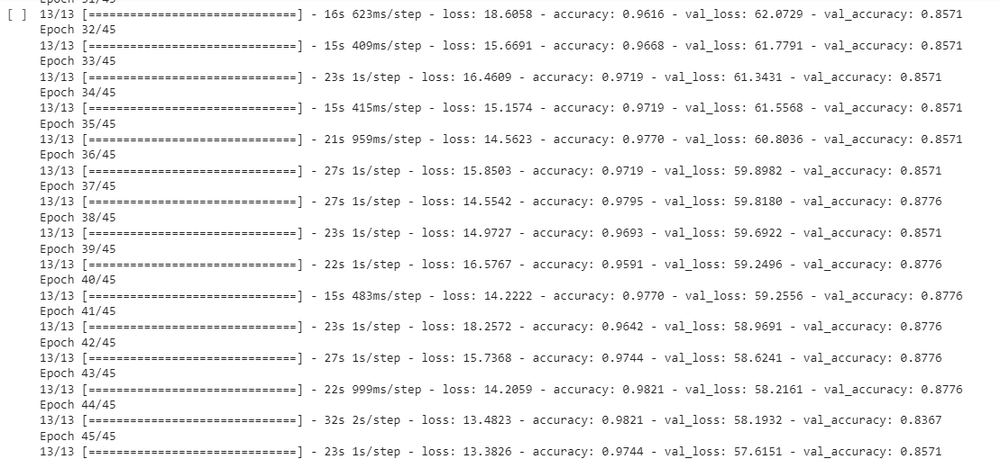 [ ] 13/13 [==============================] - 16s 623ms/step - loss: 18.6058 - accuracy: 0.9616 - val_loss: 62.0729 - val_accuracy: 0.8571
Epoch 32/45
13/13 [==============================] - 15s 409ms/step - loss: 15.6691 - accuracy: 0.9668 - val_loss: 61.7791 - val_accuracy: 0.8571
Epoch 33/45
13/13 [==============================] - 23s 1s/step - loss: 16.4609 - accuracy: 0.9719 - val_loss: 61.3431 - val_accuracy: 0.8571
Epoch 34/45
13/13 [==============================] - 15s 415ms/step - loss: 15.1574 - accuracy: 0.9719 - val_loss: 61.5568 - val_accuracy: 0.8571
Epoch 35/45
13/13 [==============================] - 21s 959ms/step - loss: 14.5623 - accuracy: 0.9770 - val_loss: 60.8036 - val_accuracy: 0.8571
Epoch 36/45
13/13 [==============================] - 27s 1s/step - loss: 15.8503 - accuracy: 0.9719 - val_loss: 59.8982 - val_accuracy: 0.8571
Epoch 37/45
13/13 [==============================] - 27s 1s/step - loss: 14.5542 - accuracy: 0.9795 - val_loss: 59.8180 - val_accuracy: 0.8776
Epoch 38/45
13/13 [==============================] - 23s 1s/step - loss: 14.9727 - accuracy: 0.9693 - val_loss: 59.6922 - val_accuracy: 0.8571
Epoch 39/45
13/13 [==============================] - 22s 1s/step - loss: 16.5767 - accuracy: 0.9591 - val_loss: 59.2496 - val_accuracy: 0.8776
Epoch 40/45
13/13 [==============================] - 15s 483ms/step - loss: 14.2222 - accuracy: 0.9770 - val_loss: 59.2556 - val_accuracy: 0.8776
Epoch 41/45
13/13 [==============================] - 23s 1s/step - loss: 18.2572 - accuracy: 0.9642 - val_loss: 58.9691 - val_accuracy: 0.8776
Epoch 42/45
13/13 [==============================] - 27s 1s/step - loss: 15.7368 - accuracy: 0.9744 - val_loss: 58.6241 - val_accuracy: 0.8776
Epoch 43/45
13/13 [==============================] - 22s 999ms/step - loss: 14.2059 - accuracy: 0.9821 - val_loss: 58.2161 - val_accuracy: 0.8776
Epoch 44/45
13/13 [==============================] - 32s 2s/step - loss: 13.4823 - accuracy: 0.9821 - val_loss: 58.1932 - val_accuracy: 0.8367
Epoch 45/45
13/13 [==============================] - 23s 1s/step - loss: 13.3826 - accuracy: 0.9744 - val_loss: 57.6151 - val_accuracy: 0.8571